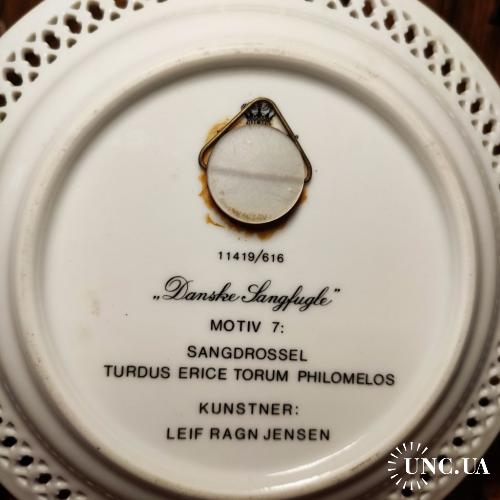 11419/616
„Danske Sangfugle”
MOTIV 7:
SANGDROSSEL
TURDUS ERICE TORUM PHILOMELOS
KUNSTNER:
LEIF RAGN JENSEN
UNC.UA